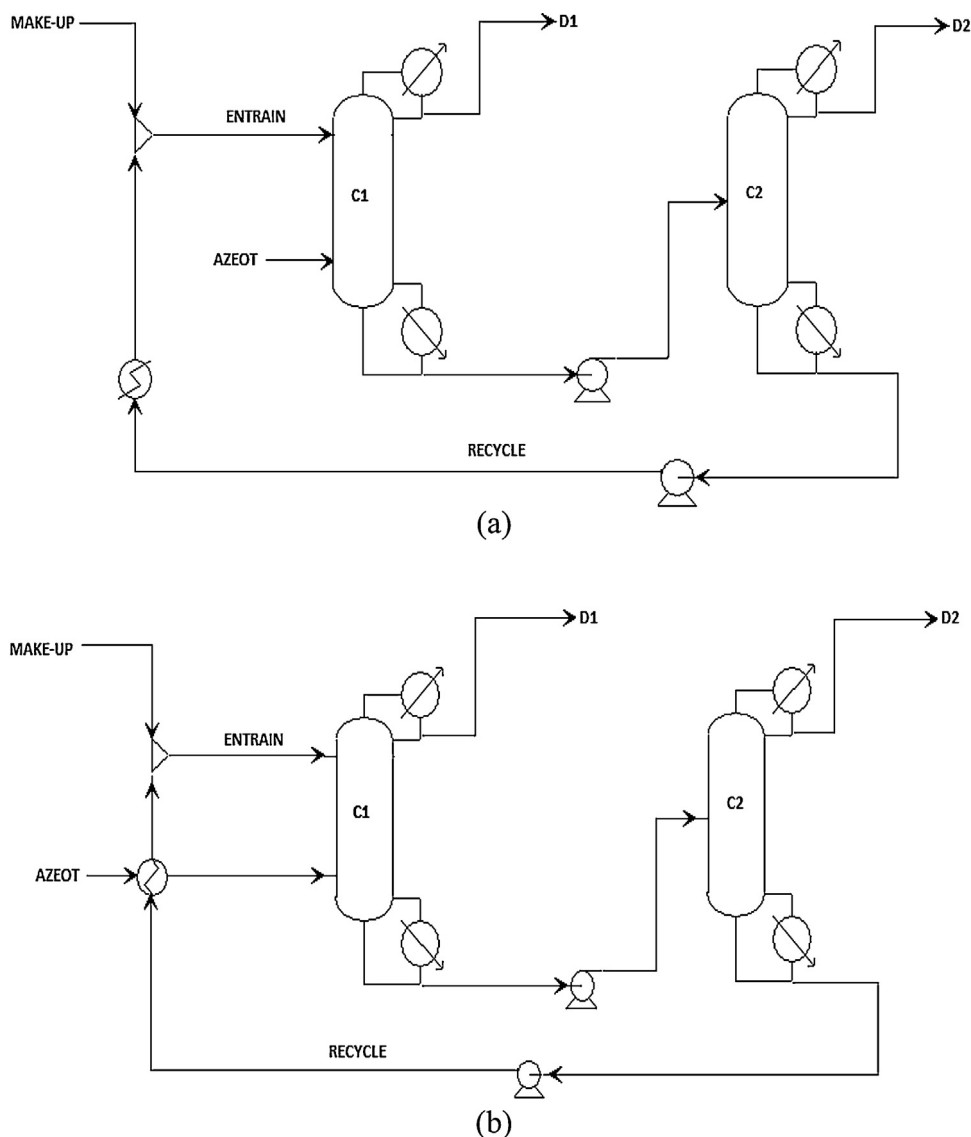 MAKE-UP
D1
D2
ENTRAIN
C1
C2
AZEOT
RECYCLE
(a)
MAKE-UP
D1
D2
ENTRAIN
C1
C2
AZEOT
RECYCLE
(b)